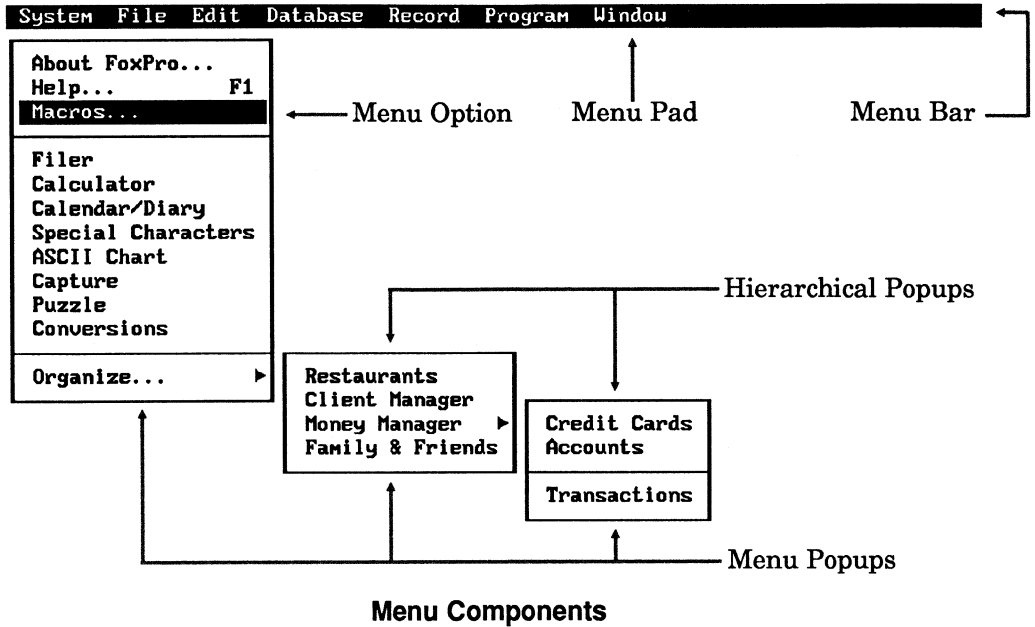 System File Edit Database Record Program Window
About FoxPro...
Help... F1
Macros...
Menu Option
Menu Pad
Menu Bar
Filer
Calculator
Calendar/Diary
Special Characters
ASCII Chart
Capture
Puzzle
Conversions
Organize...
Hierarchical Popups
Restaurants
Client Manager
Money Manager
Family & Friends
Credit Cards
Accounts
Transactions
Menu Popups
Menu Components